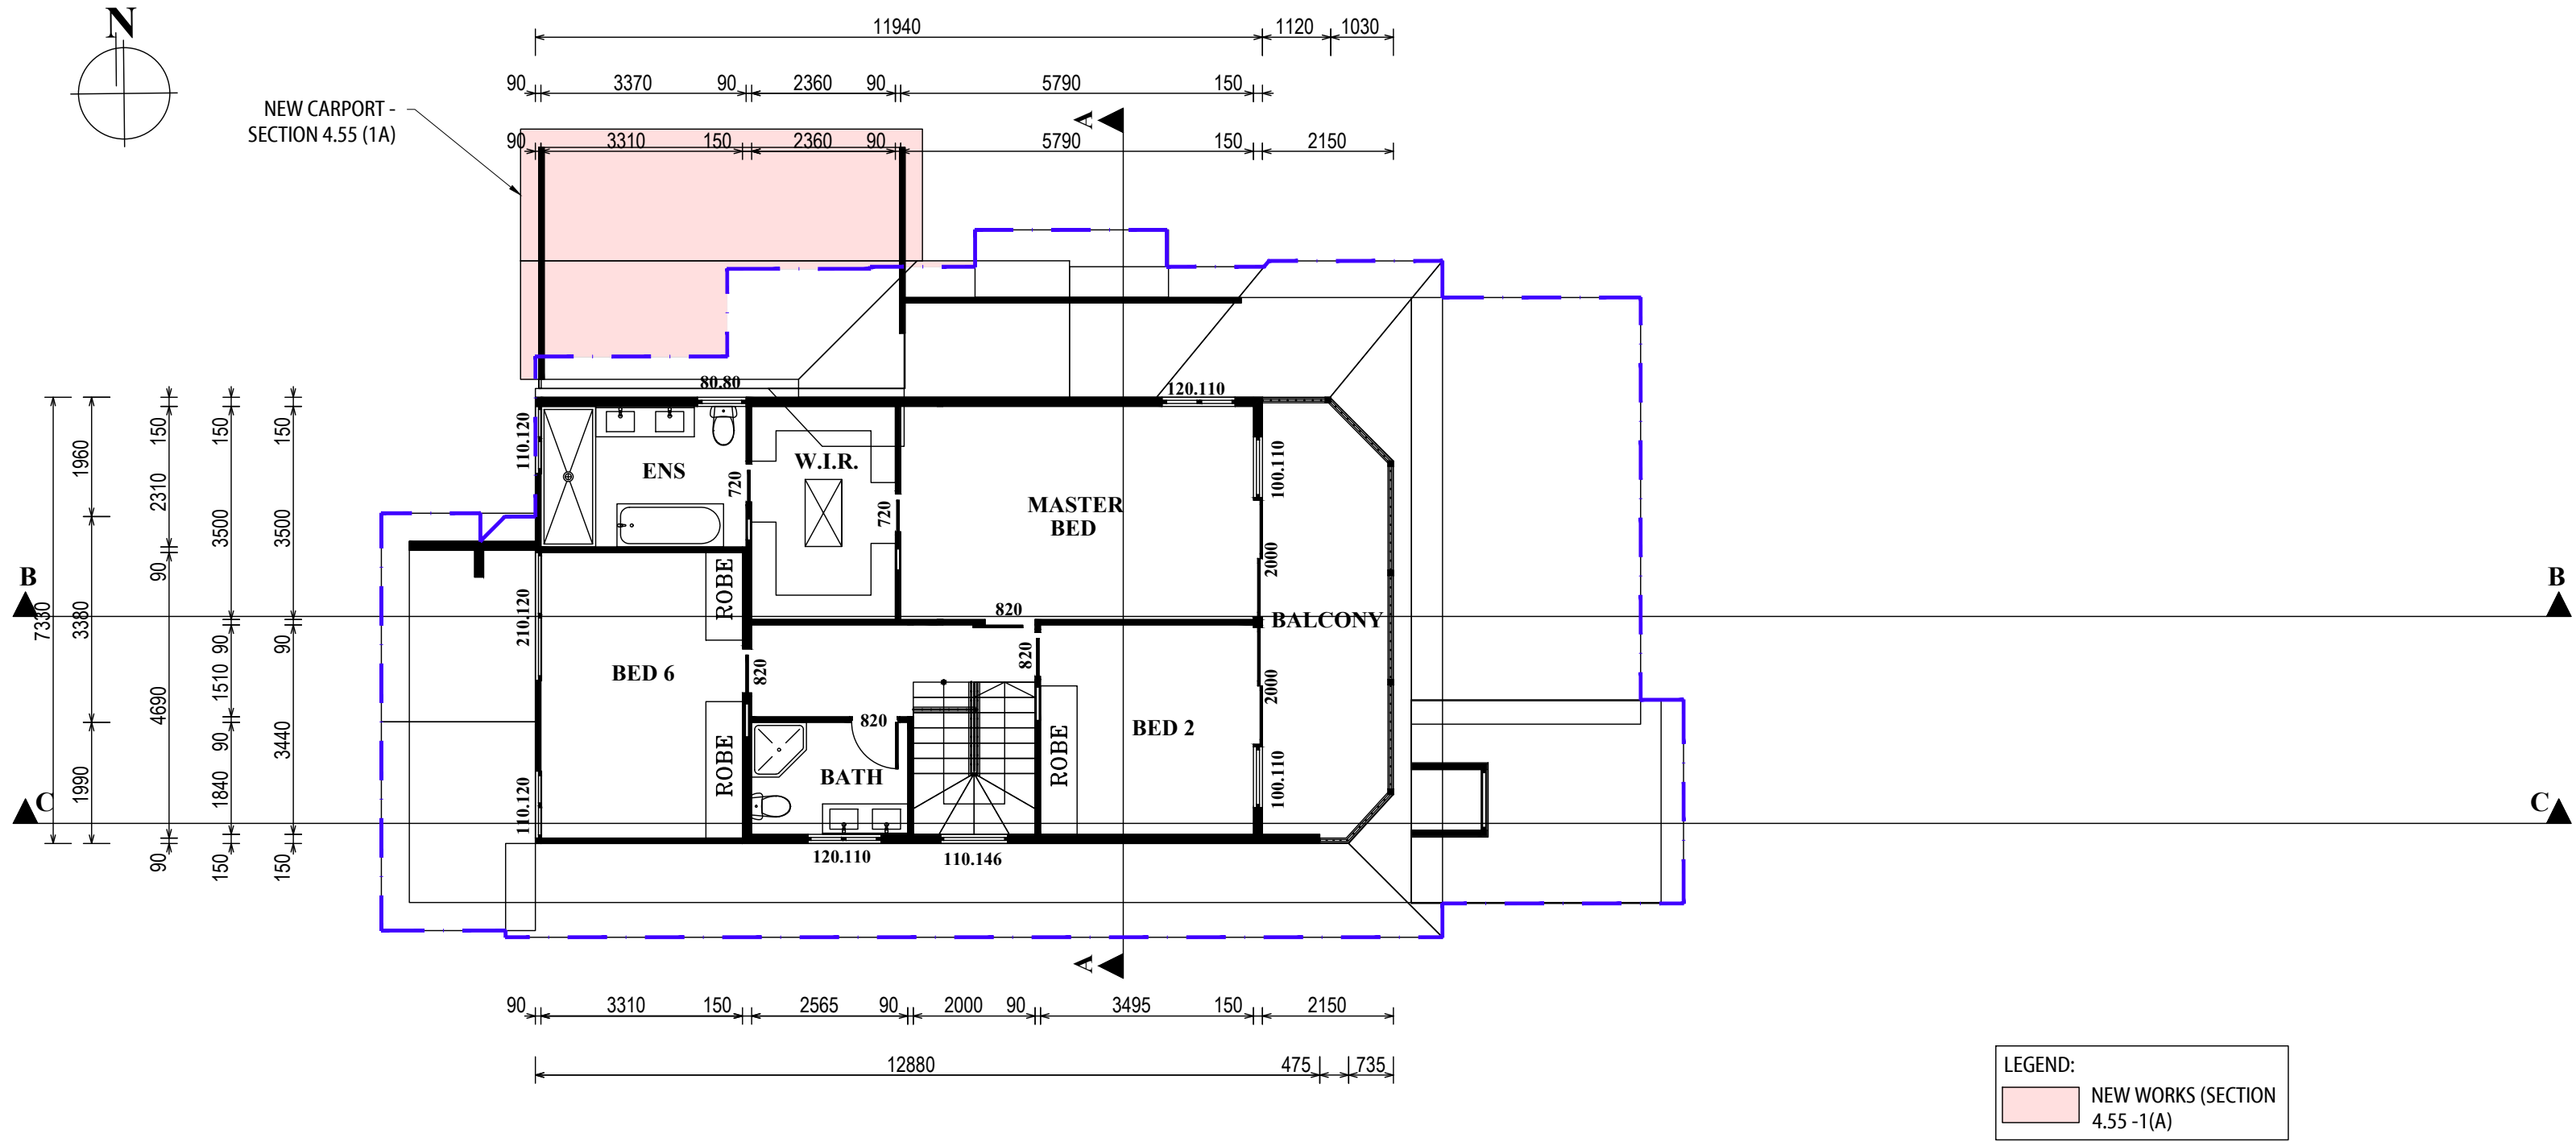 N
11940 1120 1030
90 3370 90 2360 90 5790 150
NEW CARPORT -
SECTION 4.55 (1A)
A
90 3310 150 2360 90 5790 150 2150
80.80
120.110
110.120
ENS
W.I.R.
720
720
MASTER
BED
100.110
2000
150
150
150
1960
2310
3500
3500
90
B
7330
3380
210.120
ROBE
820
BALCONY
B
90
90
1510
4690
90
3440
1990
1840
BED 6
820
820
2000
820
ROBE
BATH
ROBE
BED 2
100.110
C
110.120
C
90
150
150
120.110
110.146
A
90 3310 150 2565 90 2000 90 3495 150 2150
12880 475 735
LEGEND:
NEW WORKS (SECTION
4.55 -1(A)